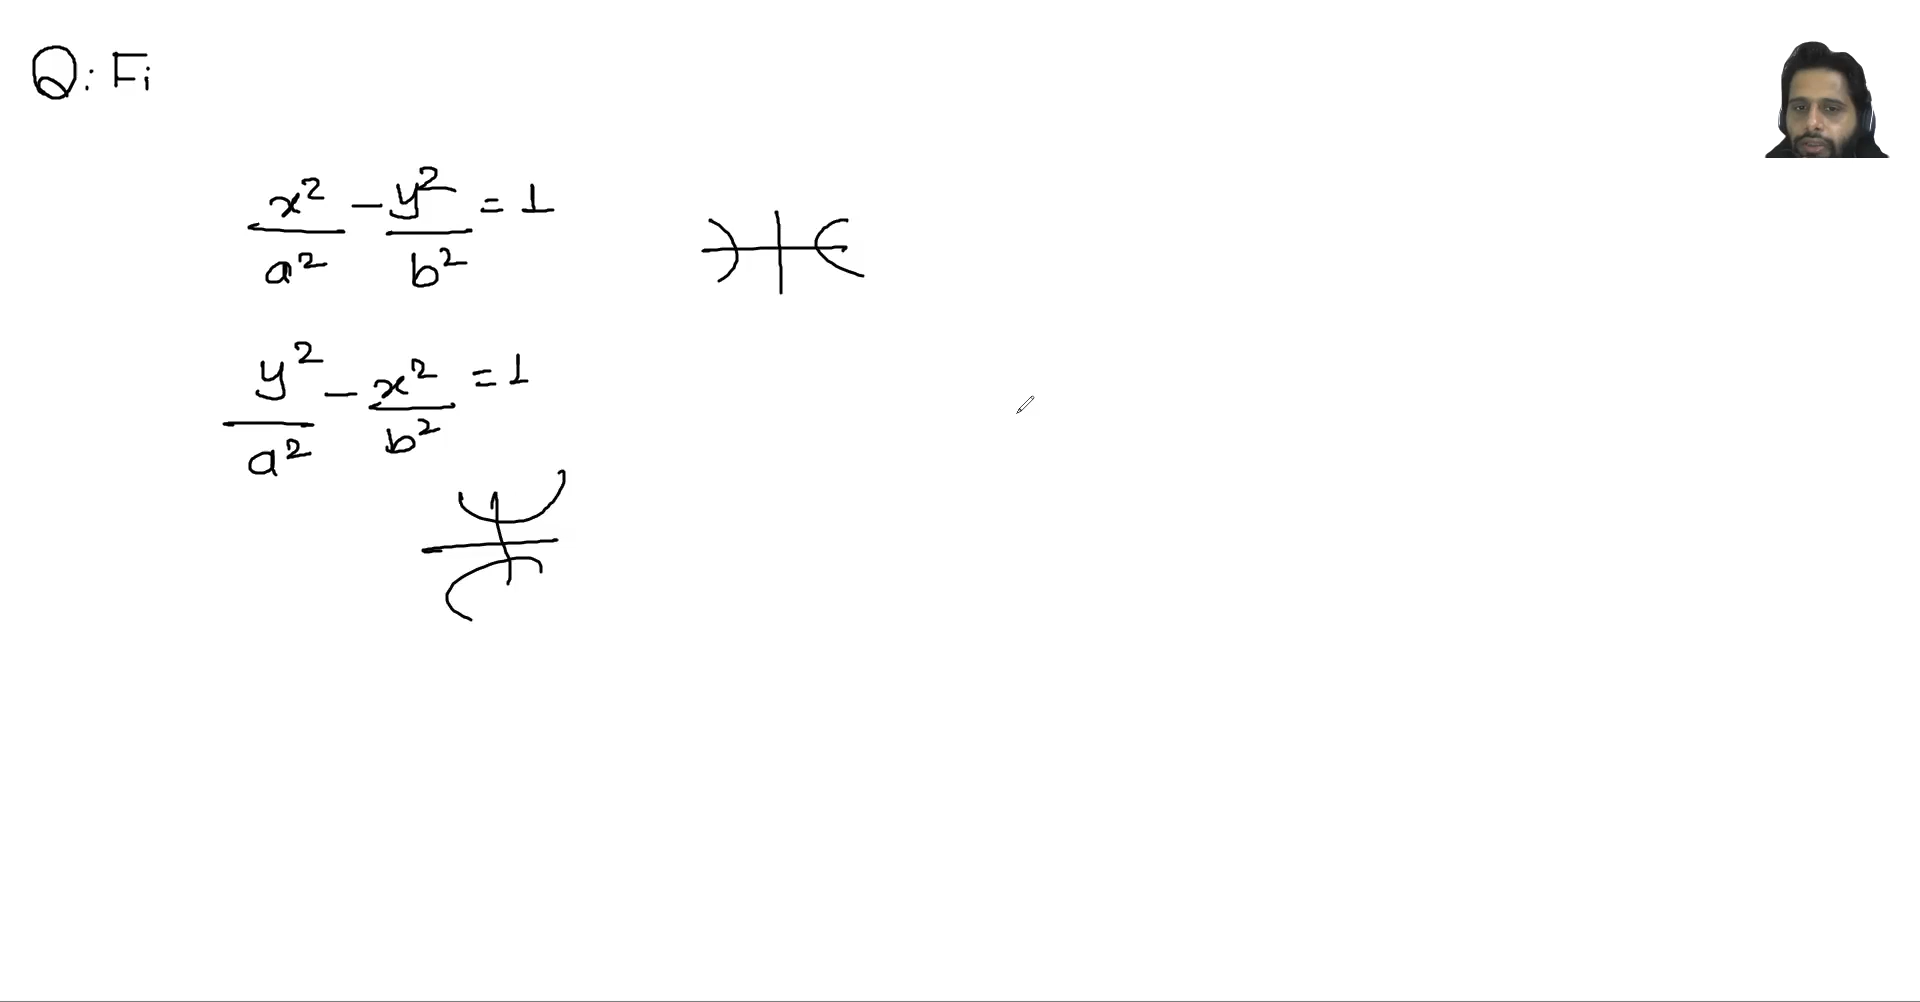 Q: Fi
x²/a² - y²/b² = 1
y²/a² - x²/b² = 1